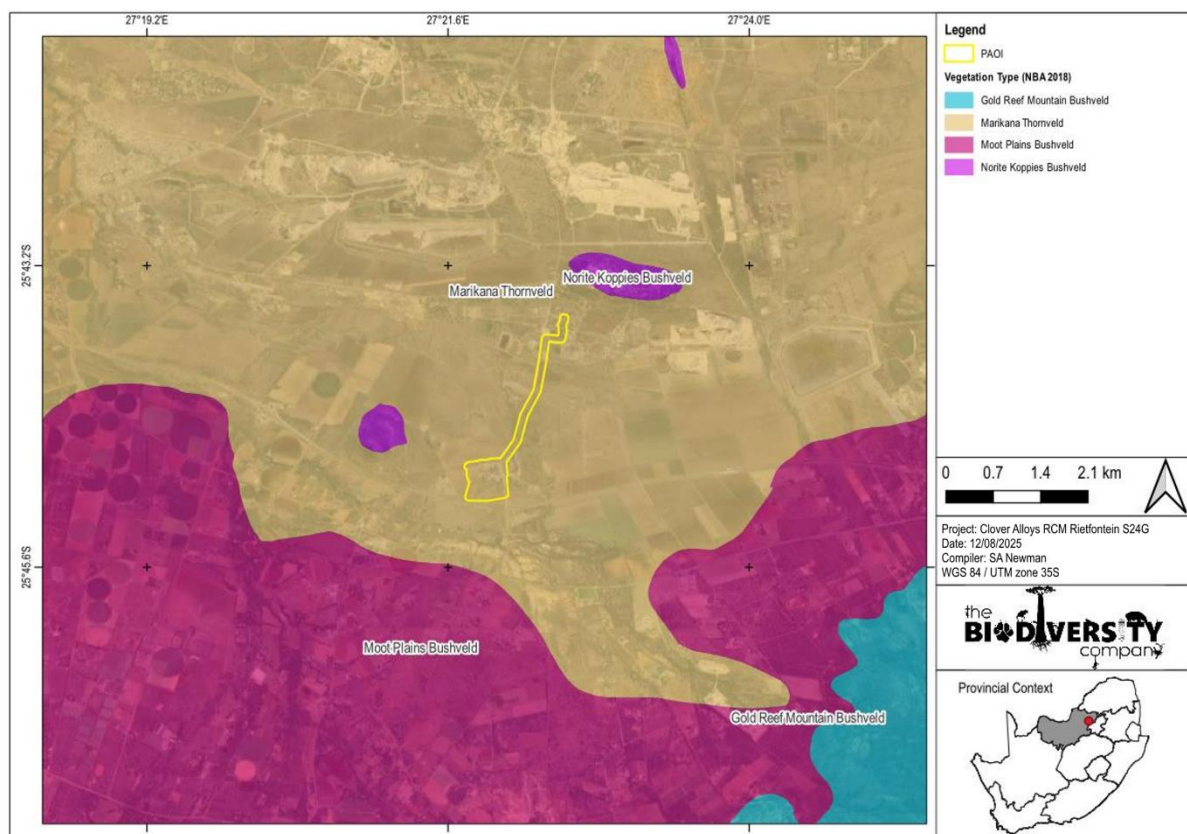 27°19.2'E
27°21.6'E
27°24.0'E
25°43.2'S
25°45.6'S
Norite Koppies Bushveld
Marikana Thornveld
Moot Plains Bushveld
Gold Reef Mountain Bushveld
Legend
PAOI
Vegetation Type (NBA 2018)
Gold Reef Mountain Bushveld
Marikana Thornveld
Moot Plains Bushveld
Norite Koppies Bushveld
0 0.7 1.4 2.1 km
Project: Clover Alloys RCM Rietfontein S24G
Date: 12/08/2025
Compiler: SA Newman
WGS 84 / UTM zone 35S
the
BIODIVERSITY
company
Provincial Context